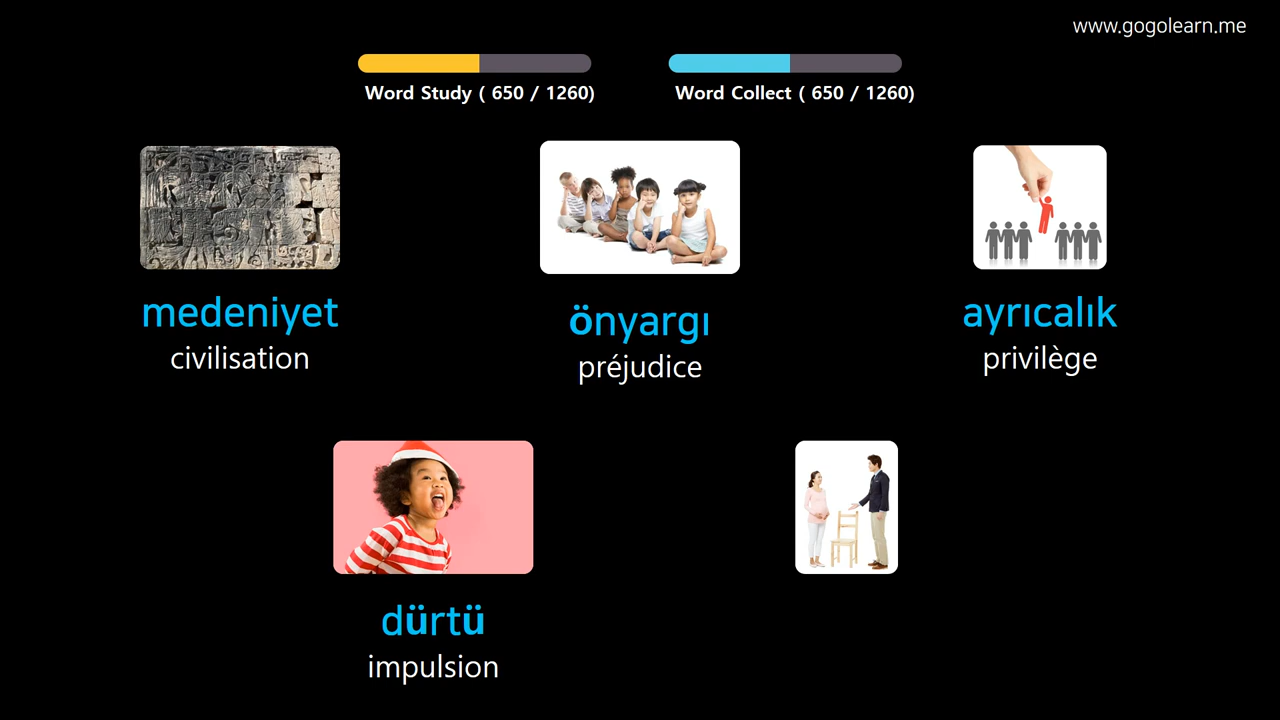 www.gogolearn.me
Word Study ( 650 / 1260)
Word Collect ( 650 / 1260)
medeniyet
civilisation
önyargı
préjudice
ayrıcalık
privilège
dürtü
impulsion